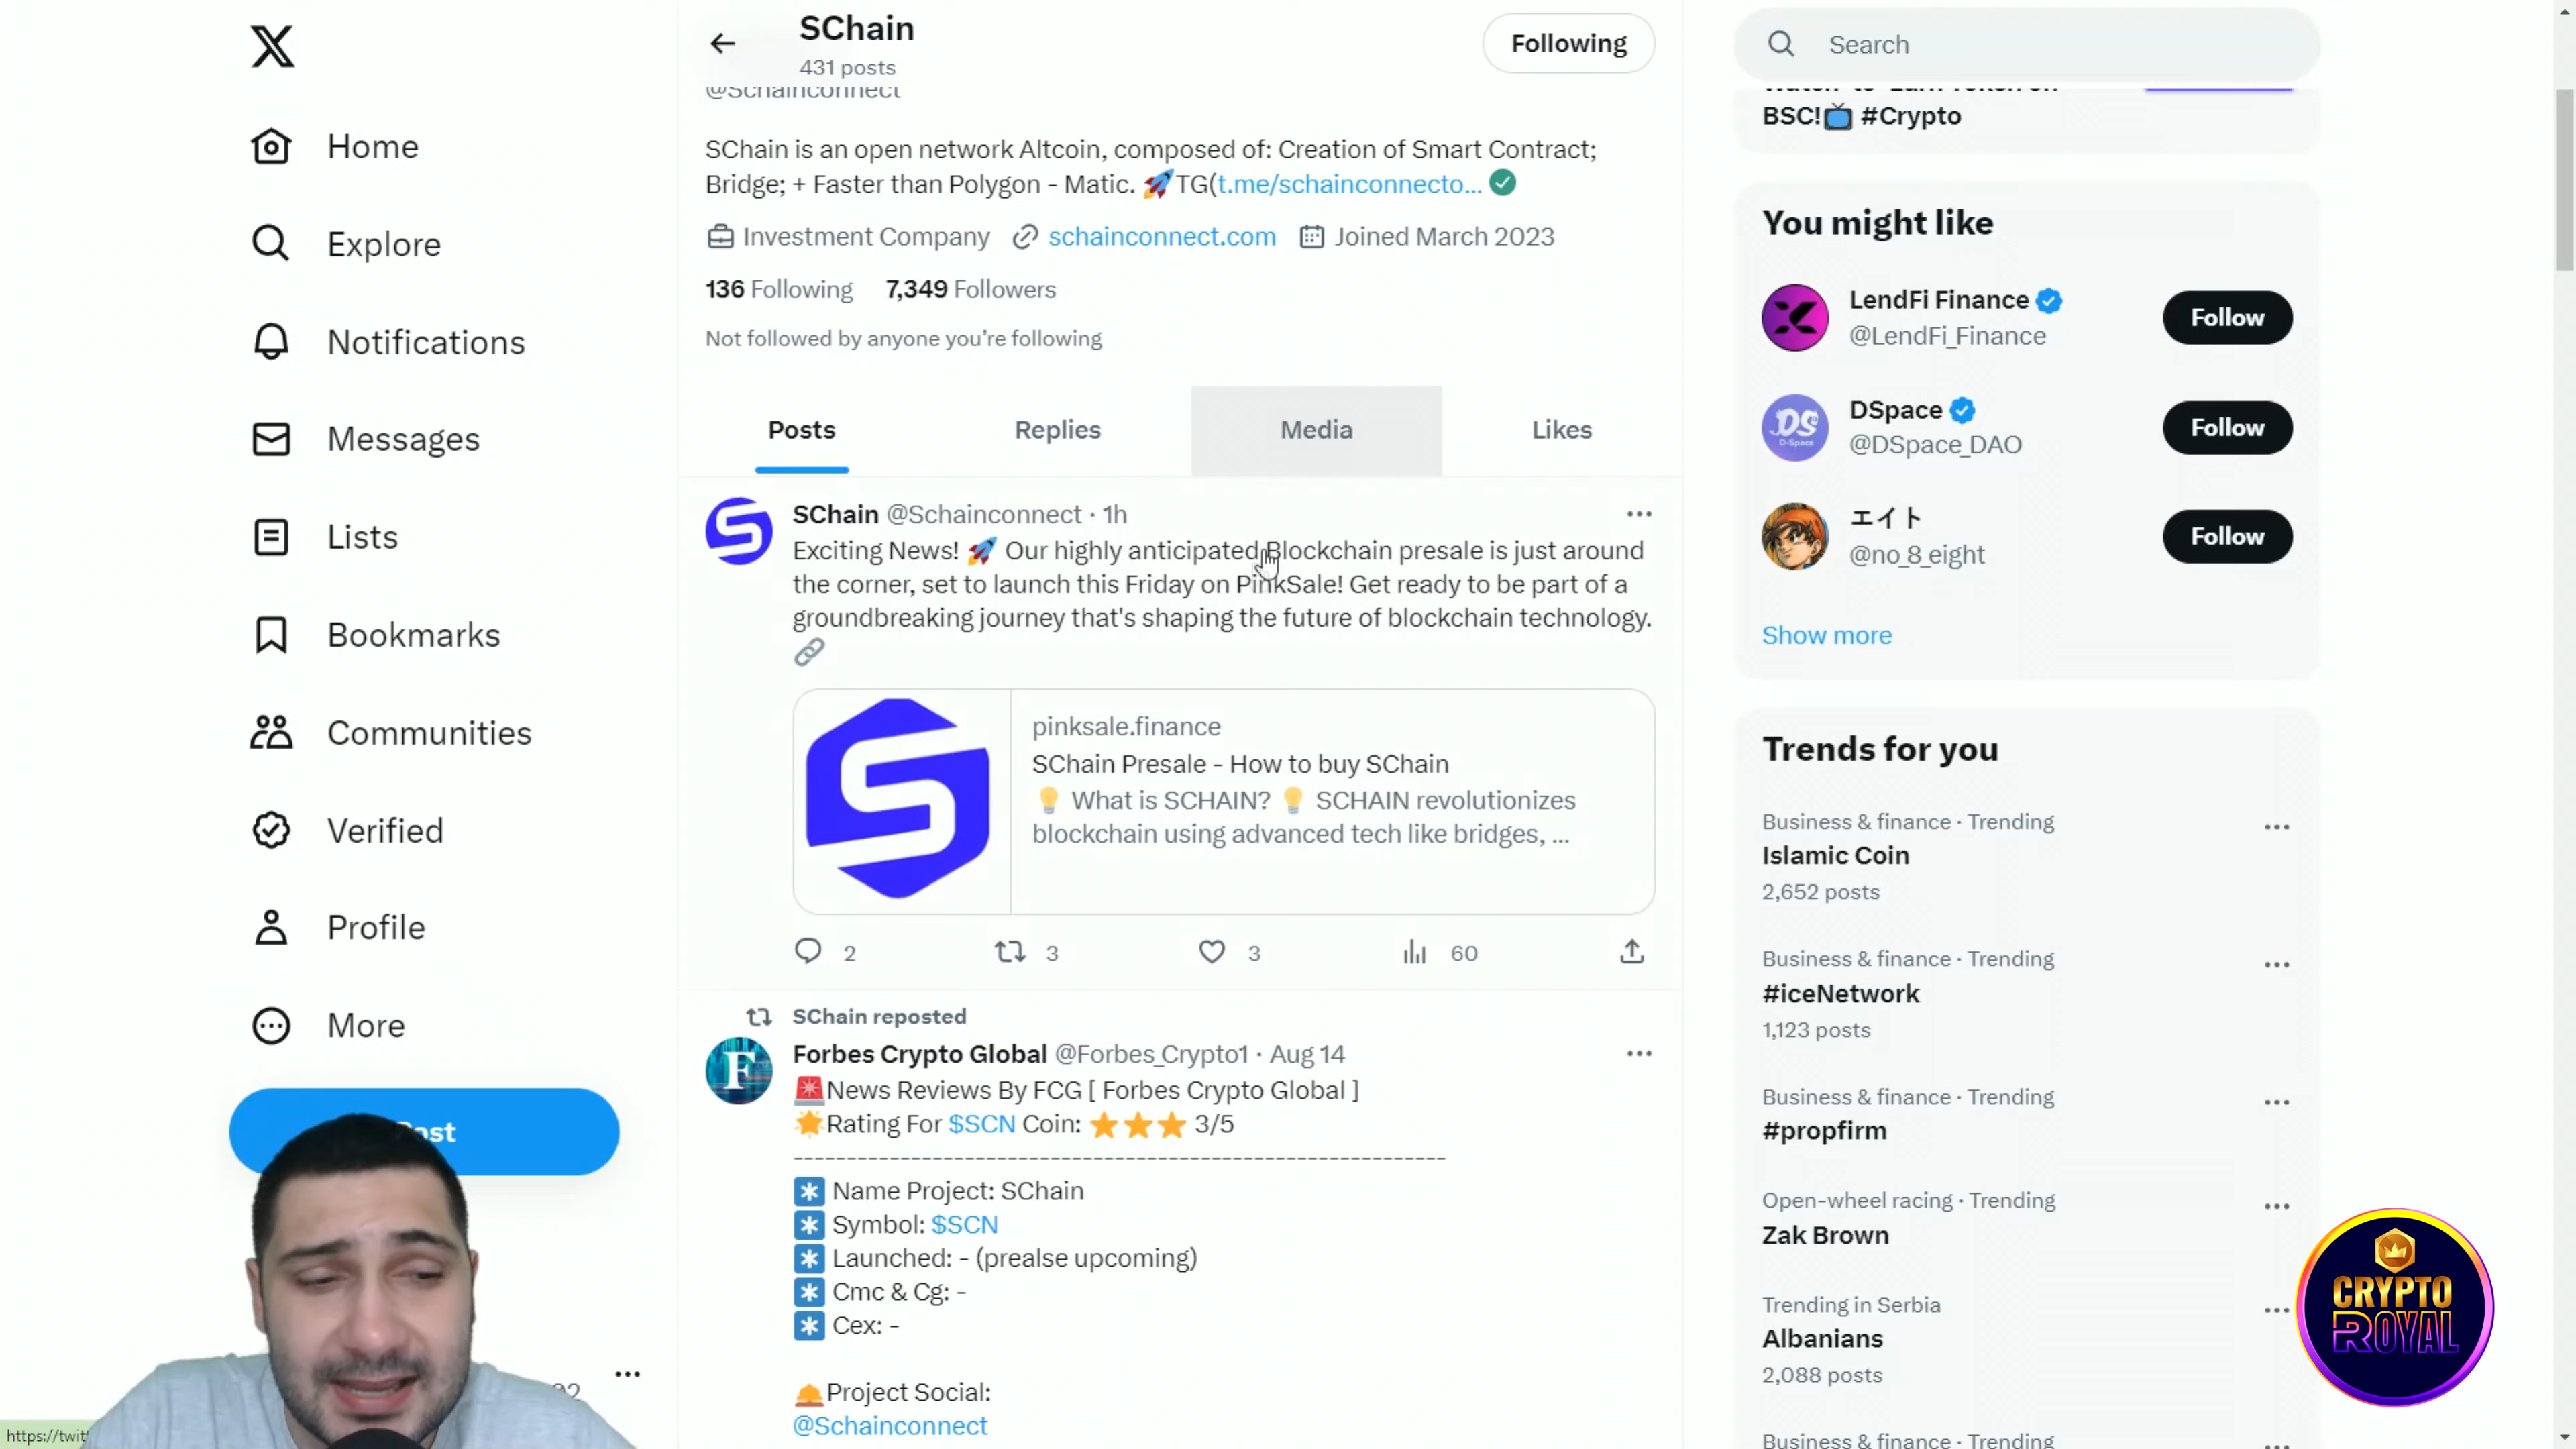 SChain
431 posts
Following
@Schainconnect
SChain is an open network Altcoin, composed of: Creation of Smart Contract;
Bridge; + Faster than Polygon - Matic. 🚀TG(t.me/schainconnecto... ✅
Investment Company schainconnect.com Joined March 2023
136 Following 7,349 Followers
Not followed by anyone you’re following
Posts Replies Media Likes
SChain @Schainconnect · 1h
Exciting News! 🚀 Our highly anticipated Blockchain presale is just around
the corner, set to launch this Friday on PinkSale! Get ready to be part of a
groundbreaking journey that's shaping the future of blockchain technology.
🔗
pinksale.finance
SChain Presale - How to buy SChain
💡 What is SCHAIN? 💡 SCHAIN revolutionizes
blockchain using advanced tech like bridges, ...
2 3 3 60
SChain reposted
Forbes Crypto Global @Forbes_Crypto1 · Aug 14
🚨News Reviews By FCG [ Forbes Crypto Global ]
🌟Rating For $SCN Coin: ⭐⭐⭐ 3/5
--------------------------------------------------------------
*️⃣ Name Project: SChain
*️⃣ Symbol: $SCN
*️⃣ Launched: - (prealse upcoming)
*️⃣ Cmc & Cg: -
*️⃣ Cex: -
🛎️Project Social:
@Schainconnect
Home
Explore
Notifications
Messages
Lists
Bookmarks
Communities
Verified
Profile
More
Post
https://twit
Search
Watch-to-Earn Token on
BSC!📺 #Crypto
You might like
LendFi Finance
@LendFi_Finance
Follow
DS
D-Space
DSpace
@DSpace_DAO
Follow
エイト
@no_8_eight
Follow
Show more
Trends for you
Business & finance · Trending
Islamic Coin
2,652 posts
Business & finance · Trending
#iceNetwork
1,123 posts
Business & finance · Trending
#propfirm
Open-wheel racing · Trending
Zak Brown
Trending in Serbia
Albanians
2,088 posts
Business & finance · Trending
CRYPTO
ROYAL